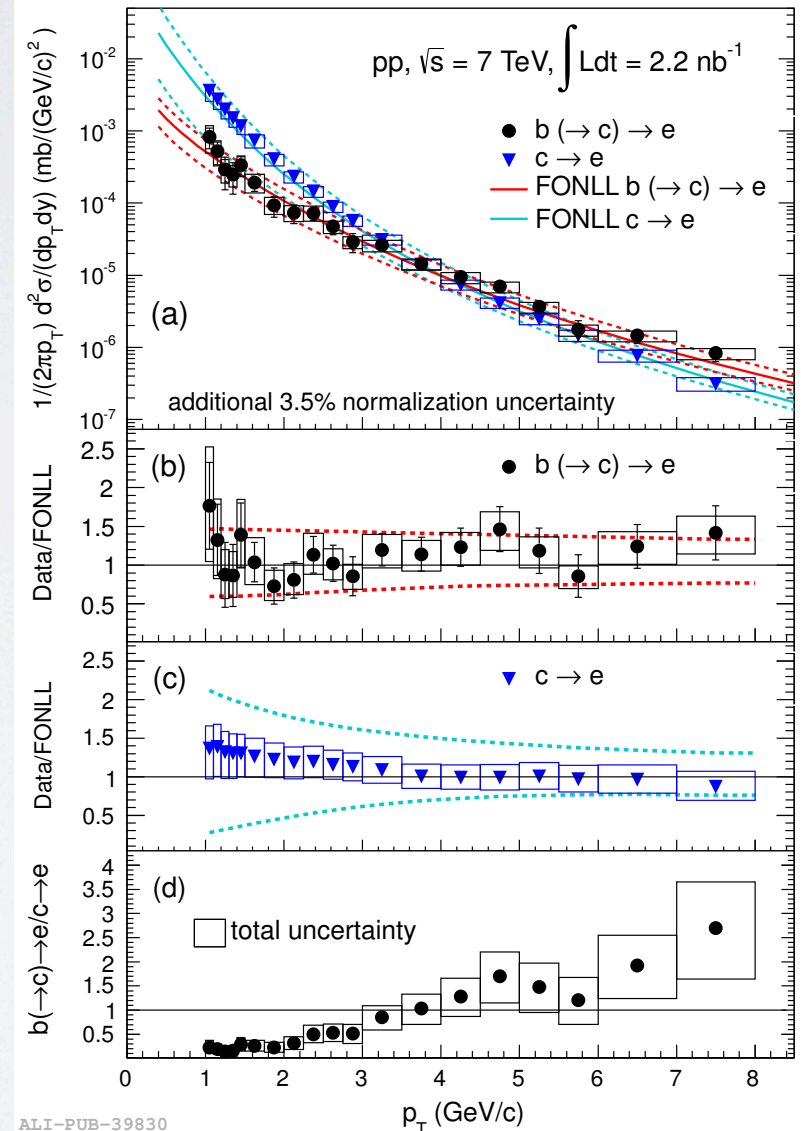 10⁻²
10⁻³
10⁻⁴
10⁻⁵
10⁻⁶
10⁻⁷
1/(2πp_T) d²σ/(dp_Tdy) (mb/(GeV/c)²)
pp, √s = 7 TeV, ∫Ldt = 2.2 nb⁻¹
b (→ c) → e
c → e
FONLL b (→ c) → e
FONLL c → e
(a)
additional 3.5% normalization uncertainty
(b)
b (→ c) → e
2.5
2
1.5
1
0.5
Data/FONLL
(c)
c → e
2.5
2
1.5
1
0.5
Data/FONLL
(d)
total uncertainty
4
3.5
3
2.5
2
1.5
1
0.5
b(→c)→e/c→e
0 1 2 3 4 5 6 7 8
p_T (GeV/c)
ALI-PUB-39830